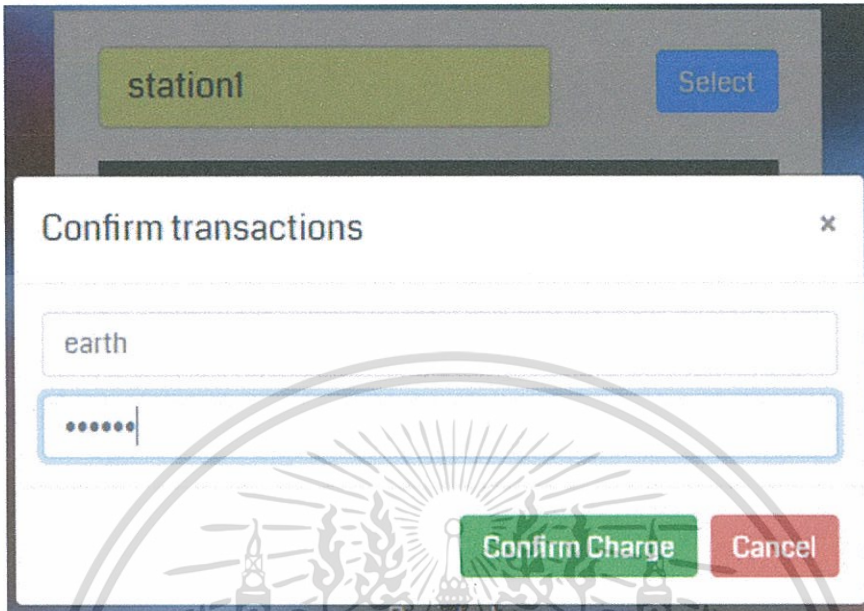 station1
Select
Confirm transactions
×
earth
••••••
Confirm Charge
Cancel